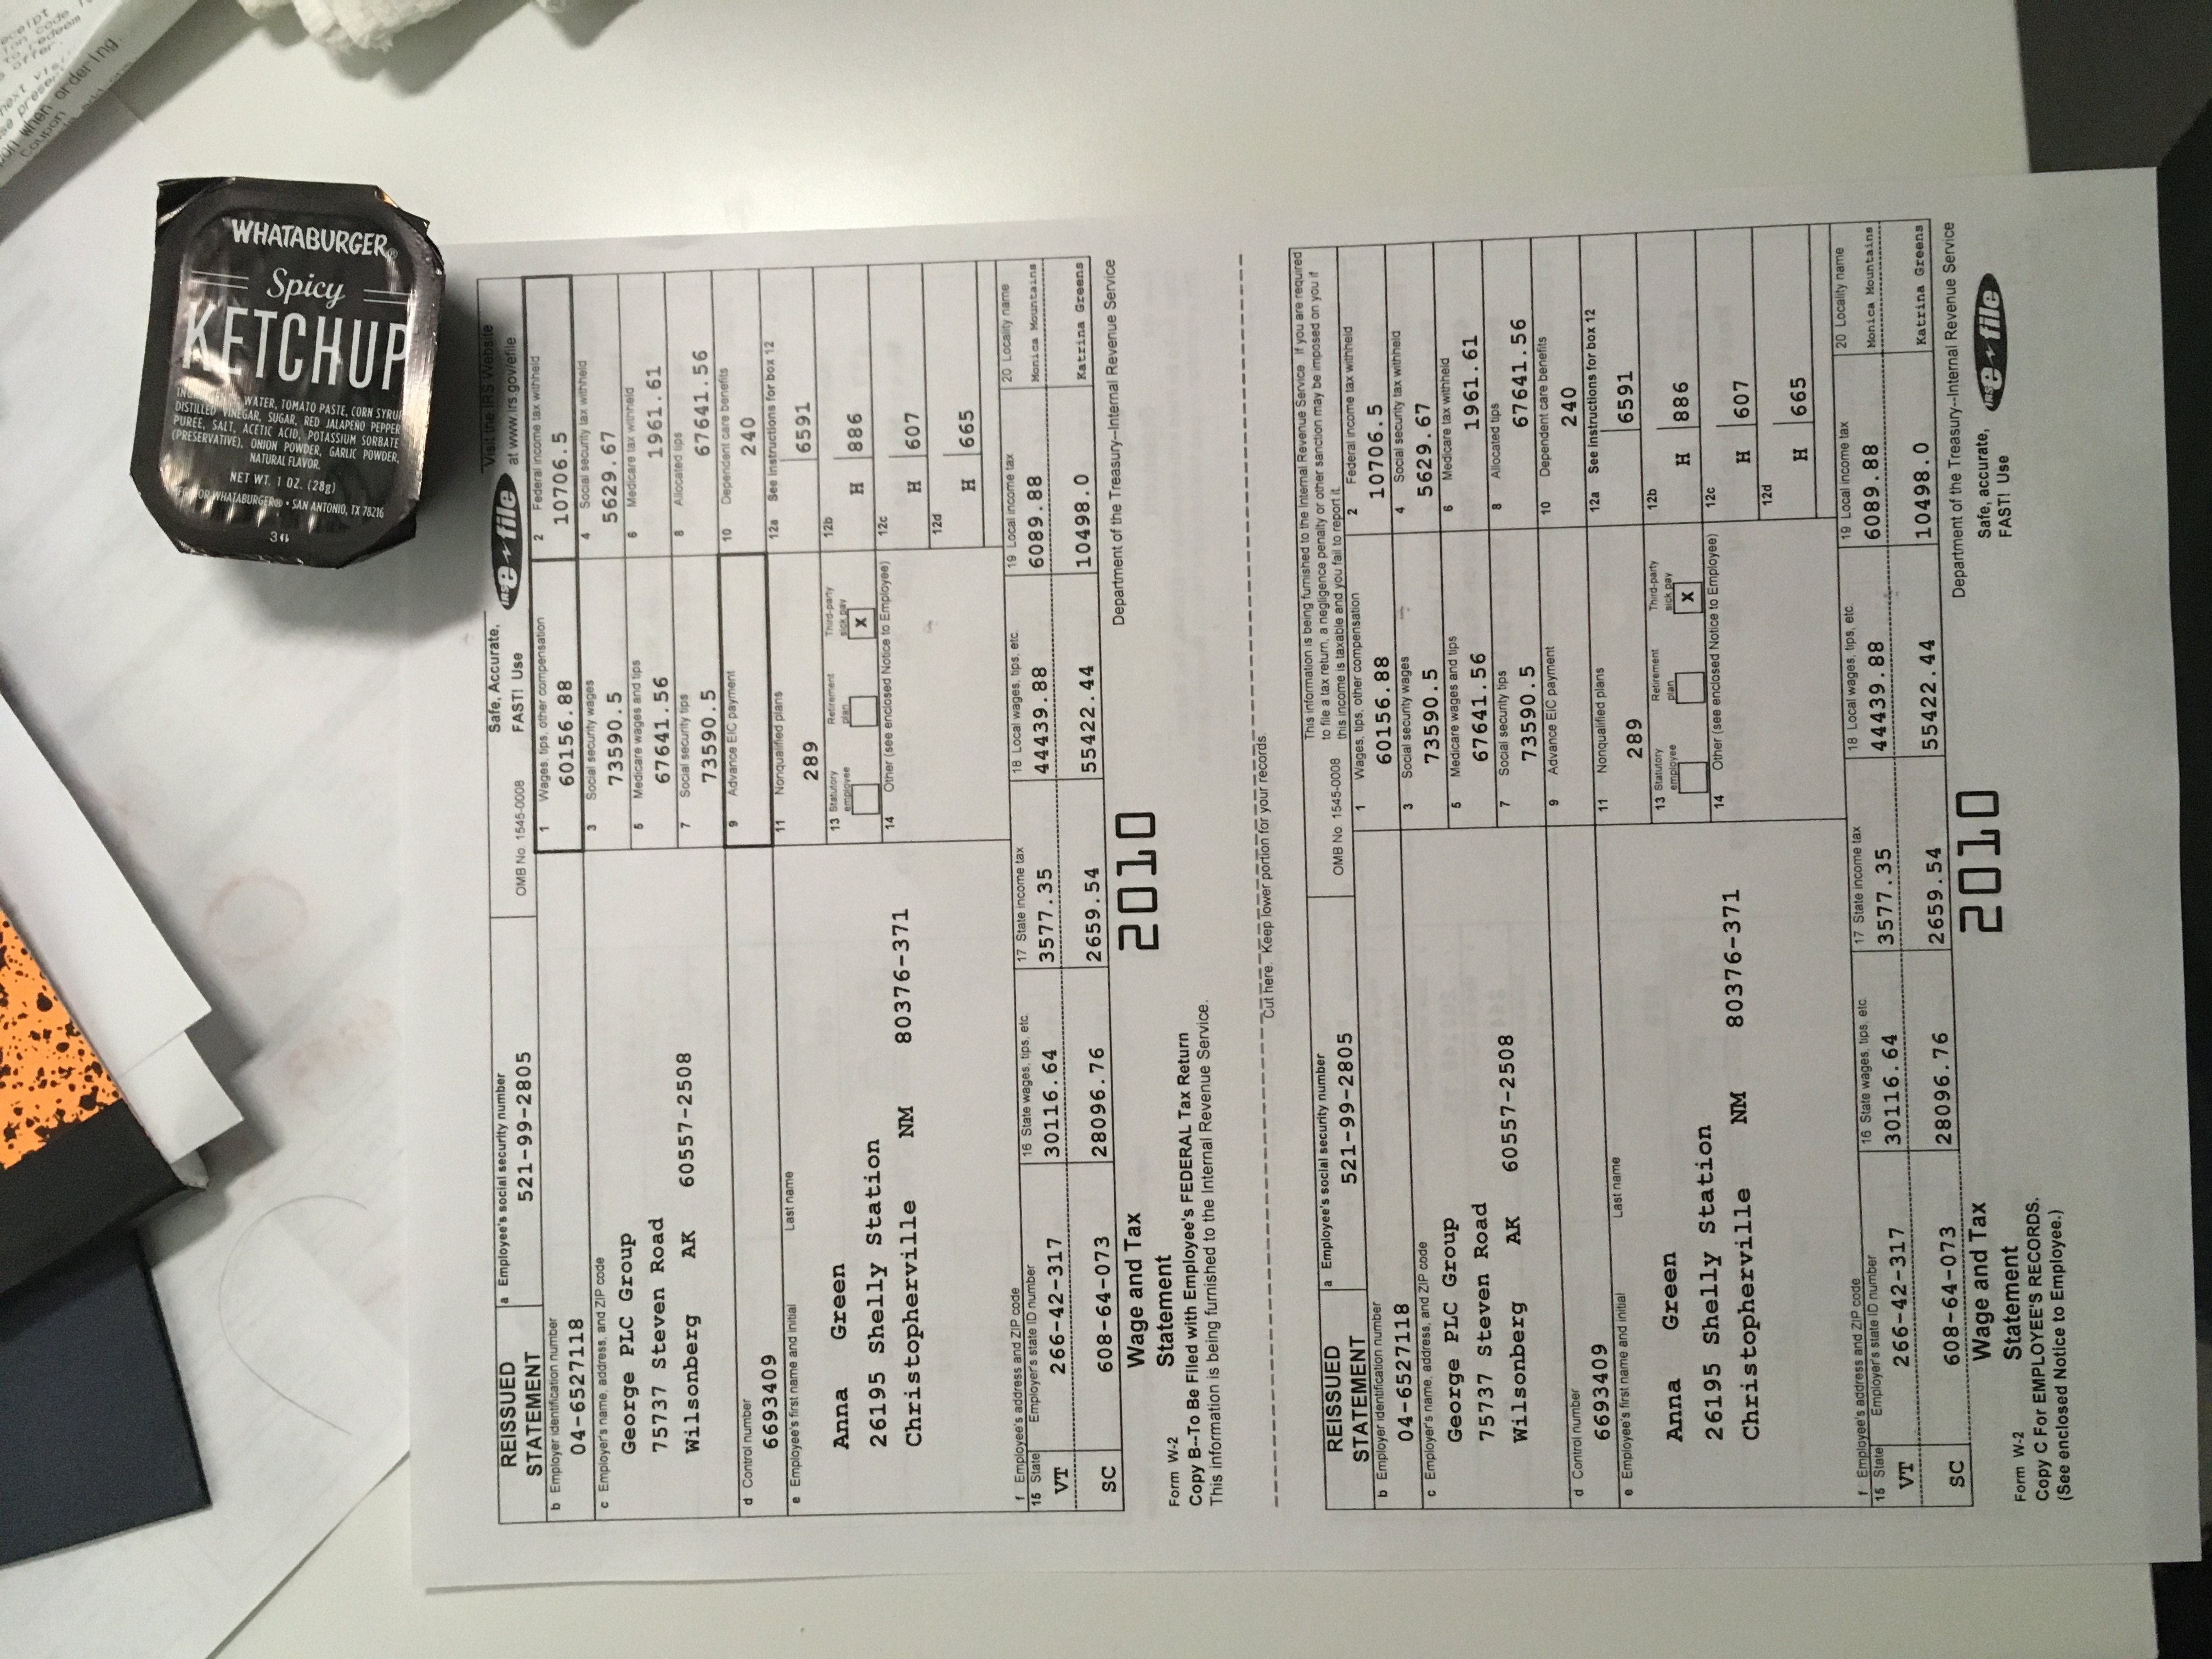 WHATABURGER®
Spicy
KETCHUP
WATER, TOMATO PASTE, CORN SYRU
DISTILLED VINEGAR, SUGAR, RED JALAPENO PEPPER
PUREE, SALT, ACETIC ACID, POTASSIUM SORBATE
(PRESERVATIVE), ONION POWDER, GARLIC POWDER,
NATURAL FLAVOR.
NET WT. 1 OZ. (28g)
WHATABURGER® • SAN ANTONIO, TX 78216
when ordering.
coupon
REISSUED STATEMENT
a Employee's social security number
521-99-2805
OMB No. 1545-0008
Safe, Accurate,
FAST! Use
IRS e-file
Visit the IRS Website
at www.irs.gov/efile.
b Employer identification number
04-6527118
1 Wages, tips, other compensation
60156.88
2 Federal income tax withheld
10706.5
c Employer's name, address, and ZIP code
George PLC Group
75737 Steven Road
Wilsonberg AK 60557-2508
3 Social security wages
73590.5
4 Social security tax withheld
5629.67
5 Medicare wages and tips
67641.56
6 Medicare tax withheld
1961.61
7 Social security tips
73590.5
8 Allocated tips
67641.56
d Control number
6693409
9 Advance EIC payment
10 Dependent care benefits
240
e Employee's first name and initial Last name
Anna Green
26195 Shelly Station
Christopherville NM 80376-371
11 Nonqualified plans
289
12a See instructions for box 12
6591
13 Statutory employee Retirement plan Third-party sick pay
X
12b
H 886
14 Other (see enclosed Notice to Employee)
12c
H 607
12d
H 665
f Employee's address and ZIP code
15 State Employer's state ID number 16 State wages, tips, etc. 17 State income tax 18 Local wages, tips, etc. 19 Local income tax 20 Locality name
VT 266-42-317 30116.64 3577.35 44439.88 6089.88 Monica Mountains
SC 608-64-073 28096.76 2659.54 55422.44 10498.0 Katrina Greens
Wage and Tax
Statement
2010
Department of the Treasury--Internal Revenue Service
Form W-2
Copy B--To Be Filed with Employee's FEDERAL Tax Return
This information is being furnished to the Internal Revenue Service.
Cut here. Keep lower portion for your records.
REISSUED STATEMENT
a Employee's social security number
521-99-2805
OMB No. 1545-0008
This information is being furnished to the Internal Revenue Service. If you are required
to file a tax return, a negligence penalty or other sanction may be imposed on you if
this income is taxable and you fail to report it.
b Employer identification number
04-6527118
1 Wages, tips, other compensation
60156.88
2 Federal income tax withheld
10706.5
c Employer's name, address, and ZIP code
George PLC Group
75737 Steven Road
Wilsonberg AK 60557-2508
3 Social security wages
73590.5
4 Social security tax withheld
5629.67
5 Medicare wages and tips
67641.56
6 Medicare tax withheld
1961.61
7 Social security tips
73590.5
8 Allocated tips
67641.56
d Control number
6693409
9 Advance EIC payment
10 Dependent care benefits
240
e Employee's first name and initial Last name
Anna Green
26195 Shelly Station
Christopherville NM 80376-371
11 Nonqualified plans
289
12a See instructions for box 12
6591
13 Statutory employee Retirement plan Third-party sick pay
X
12b
H 886
14 Other (see enclosed Notice to Employee)
12c
H 607
12d
H 665
f Employee's address and ZIP code
15 State Employer's state ID number 16 State wages, tips, etc. 17 State income tax 18 Local wages, tips, etc. 19 Local income tax 20 Locality name
VT 266-42-317 30116.64 3577.35 44439.88 6089.88 Monica Mountains
SC 608-64-073 28096.76 2659.54 55422.44 10498.0 Katrina Greens
Wage and Tax
Statement
2010
Department of the Treasury--Internal Revenue Service
Safe, accurate,
FAST! Use
IRS e-file
Form W-2
Copy C For EMPLOYEE'S RECORDS.
(See enclosed Notice to Employee.)